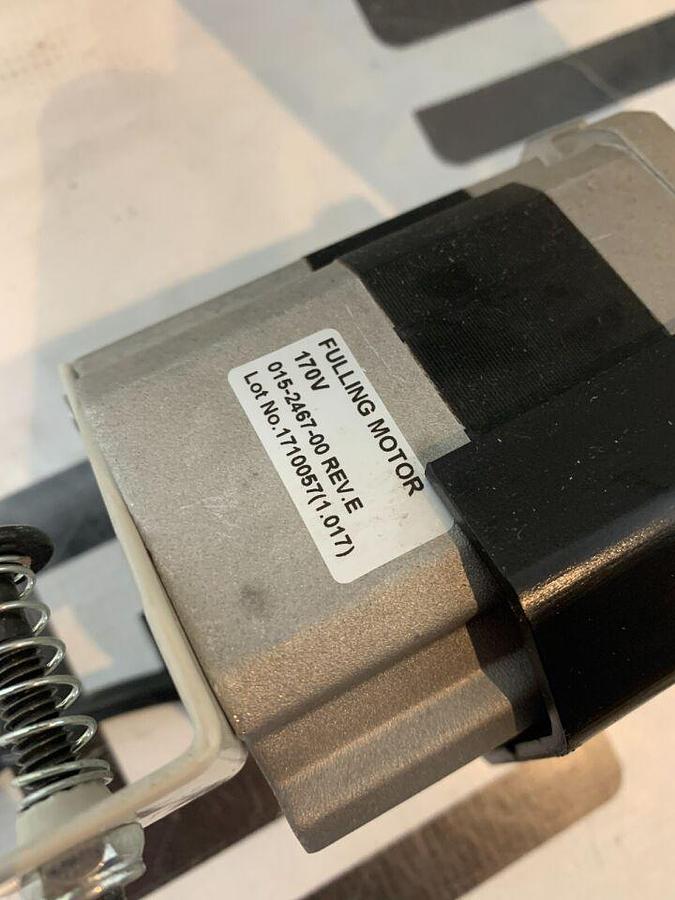 FULLING MOTOR
170V
015-2467-00 REV.E
Lot No.1710057(1.017)